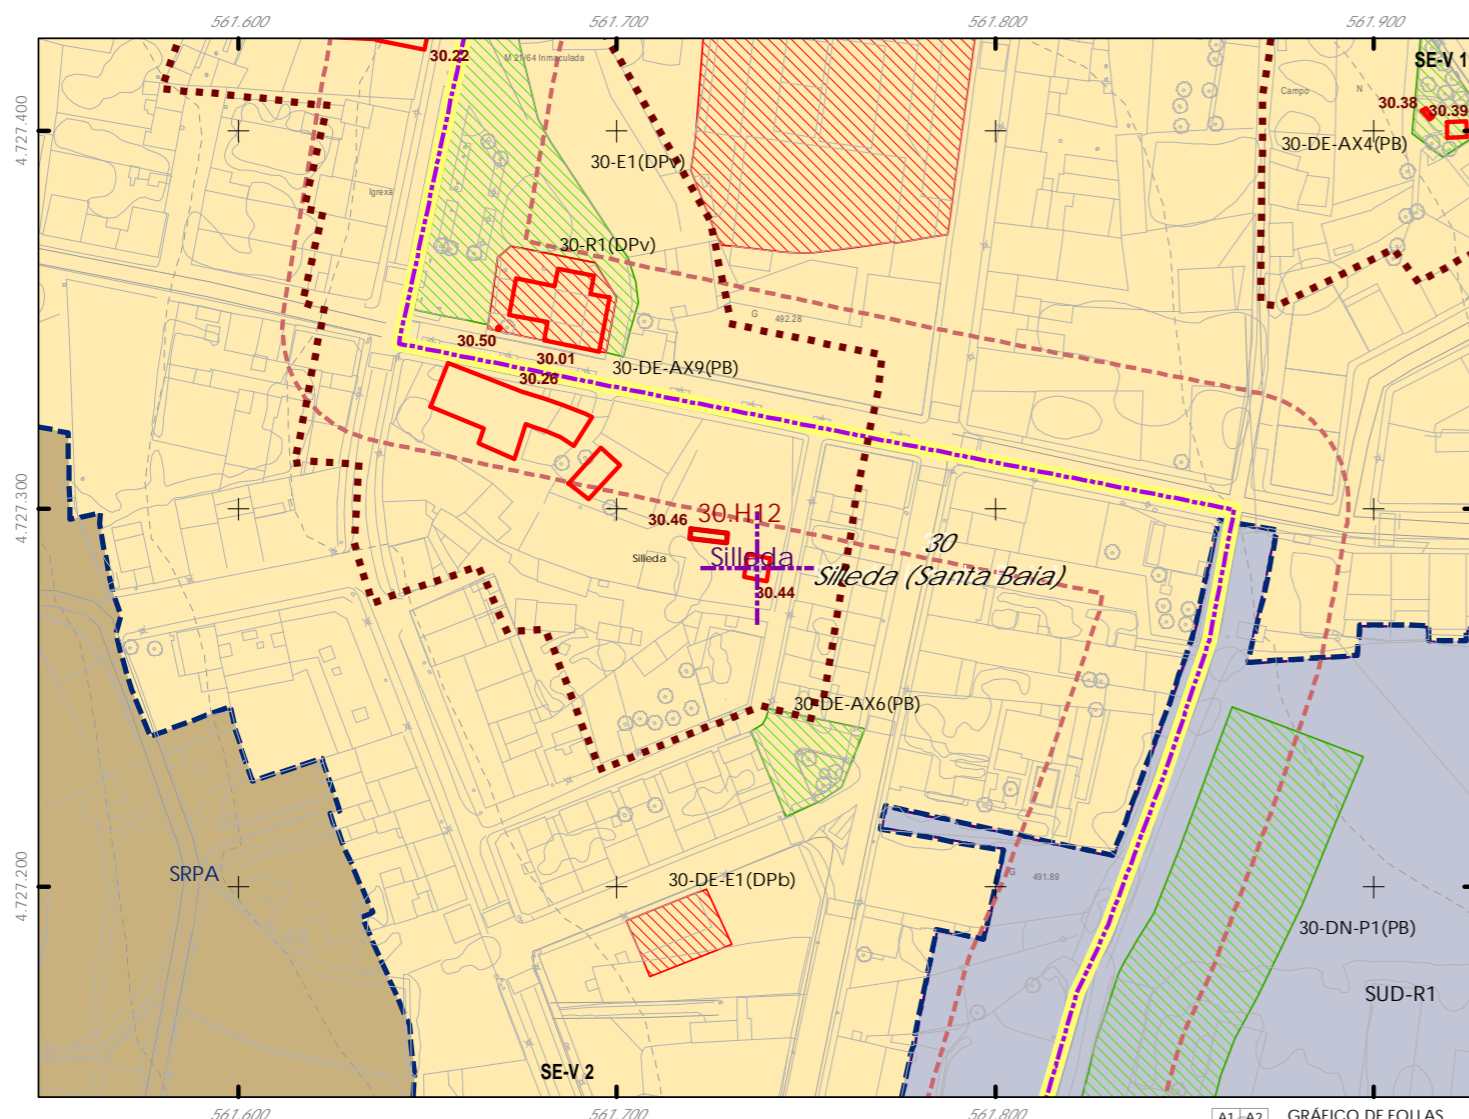 561.600 561.700 561.800 561.900
30.22
M 21/64 Inmaculada
SE-V 1
Campo
N
30.38
30.39
4.727.400
30-DE-AX4(PB)
30-E1(DPv)
Igrexa
30-R1(DPv)
G 492.28
30.50
30.01
30-DE-AX9(PB)
30.26
4.727.300
30.46
30.H12
Silleda
Silleda
30
Silleda (Santa Baia)
30.44
30-DE-AX6(PB)
SRPA
4.727.200
30-DE-E1(DPb)
G 491.89
30-DN-P1(PB)
SUD-R1
SE-V 2
561.600 561.700 561.800
A1 A2 GRÁFICO DE FOLLAS